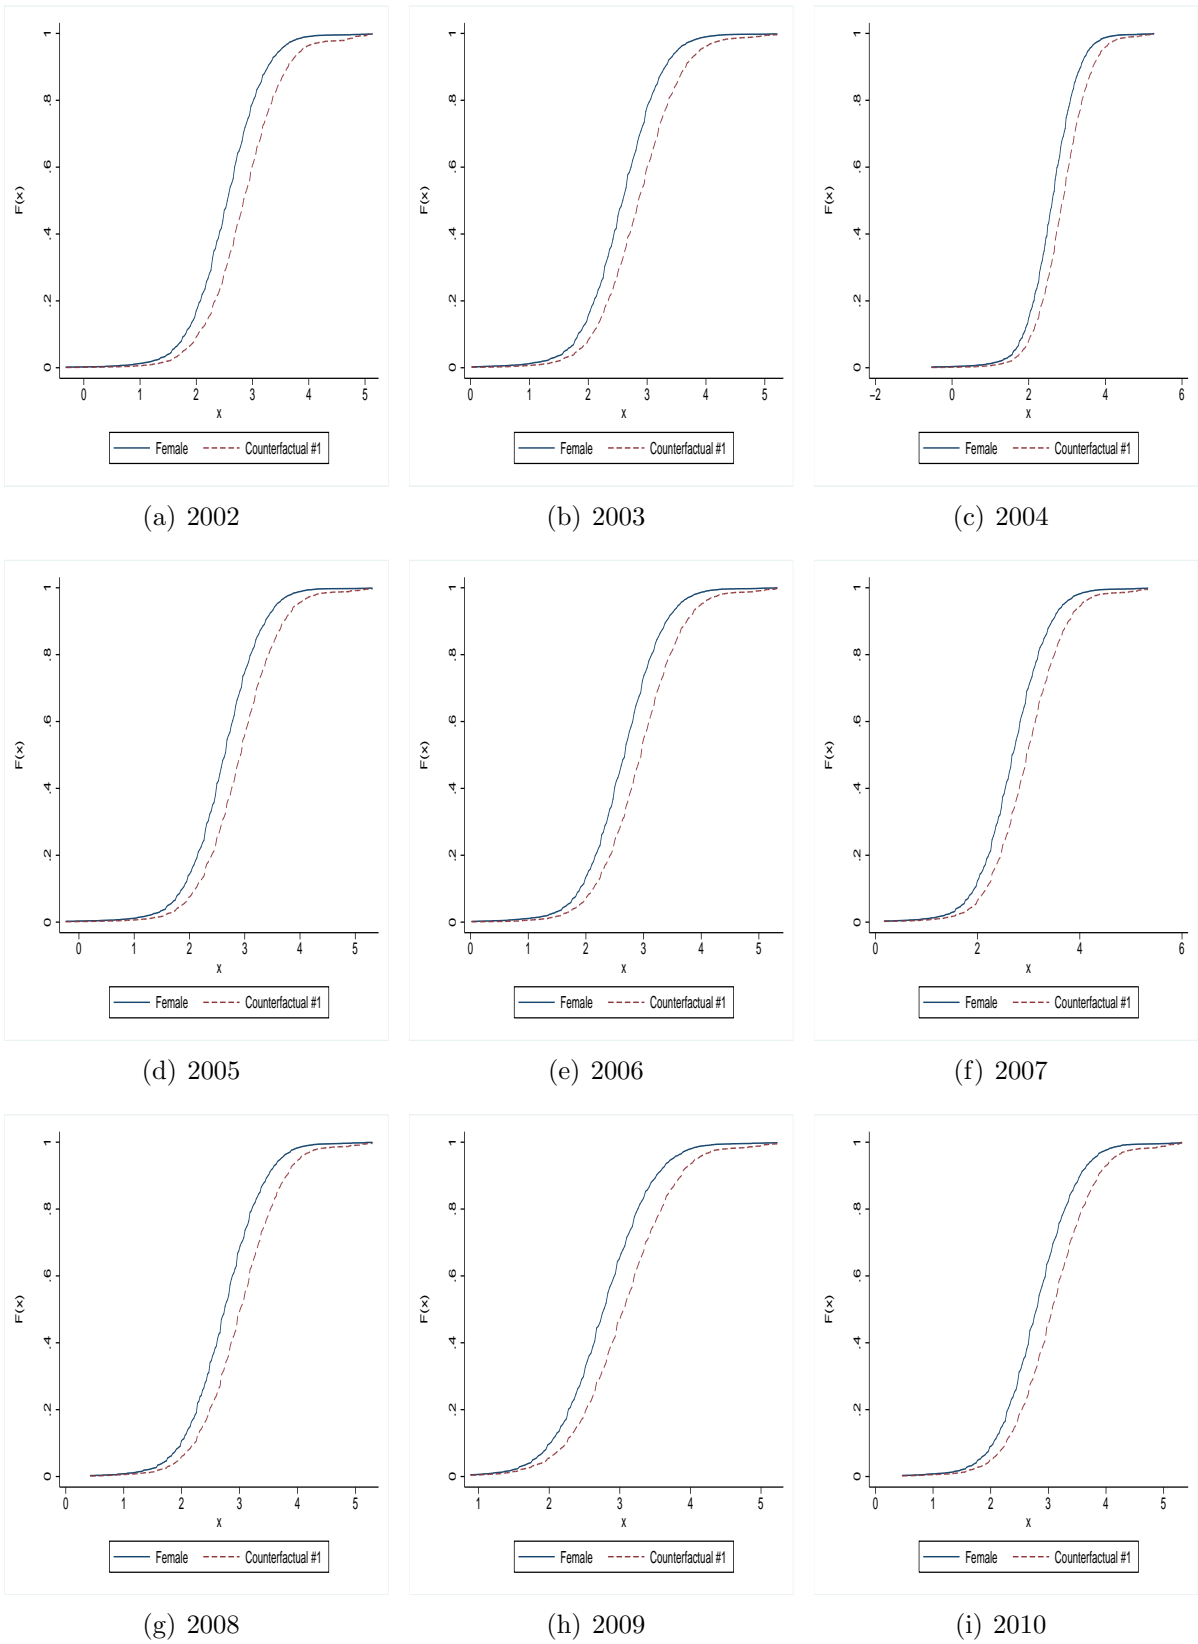 F(x)
1
.8
.6
.4
.2
0
0 1 2 3 4 5
x
Female Counterfactual #1
(a) 2002
F(x)
1
.8
.6
.4
.2
0
0 1 2 3 4 5
x
Female Counterfactual #1
(b) 2003
F(x)
1
.8
.6
.4
.2
0
−2 0 2 4 6
x
Female Counterfactual #1
(c) 2004
F(x)
1
.8
.6
.4
.2
0
0 1 2 3 4 5
x
Female Counterfactual #1
(d) 2005
F(x)
1
.8
.6
.4
.2
0
0 1 2 3 4 5
x
Female Counterfactual #1
(e) 2006
F(x)
1
.8
.6
.4
.2
0
0 2 4 6
x
Female Counterfactual #1
(f) 2007
F(x)
1
.8
.6
.4
.2
0
0 1 2 3 4 5
x
Female Counterfactual #1
(g) 2008
F(x)
1
.8
.6
.4
.2
0
1 2 3 4 5
x
Female Counterfactual #1
(h) 2009
F(x)
1
.8
.6
.4
.2
0
0 1 2 3 4 5
x
Female Counterfactual #1
(i) 2010